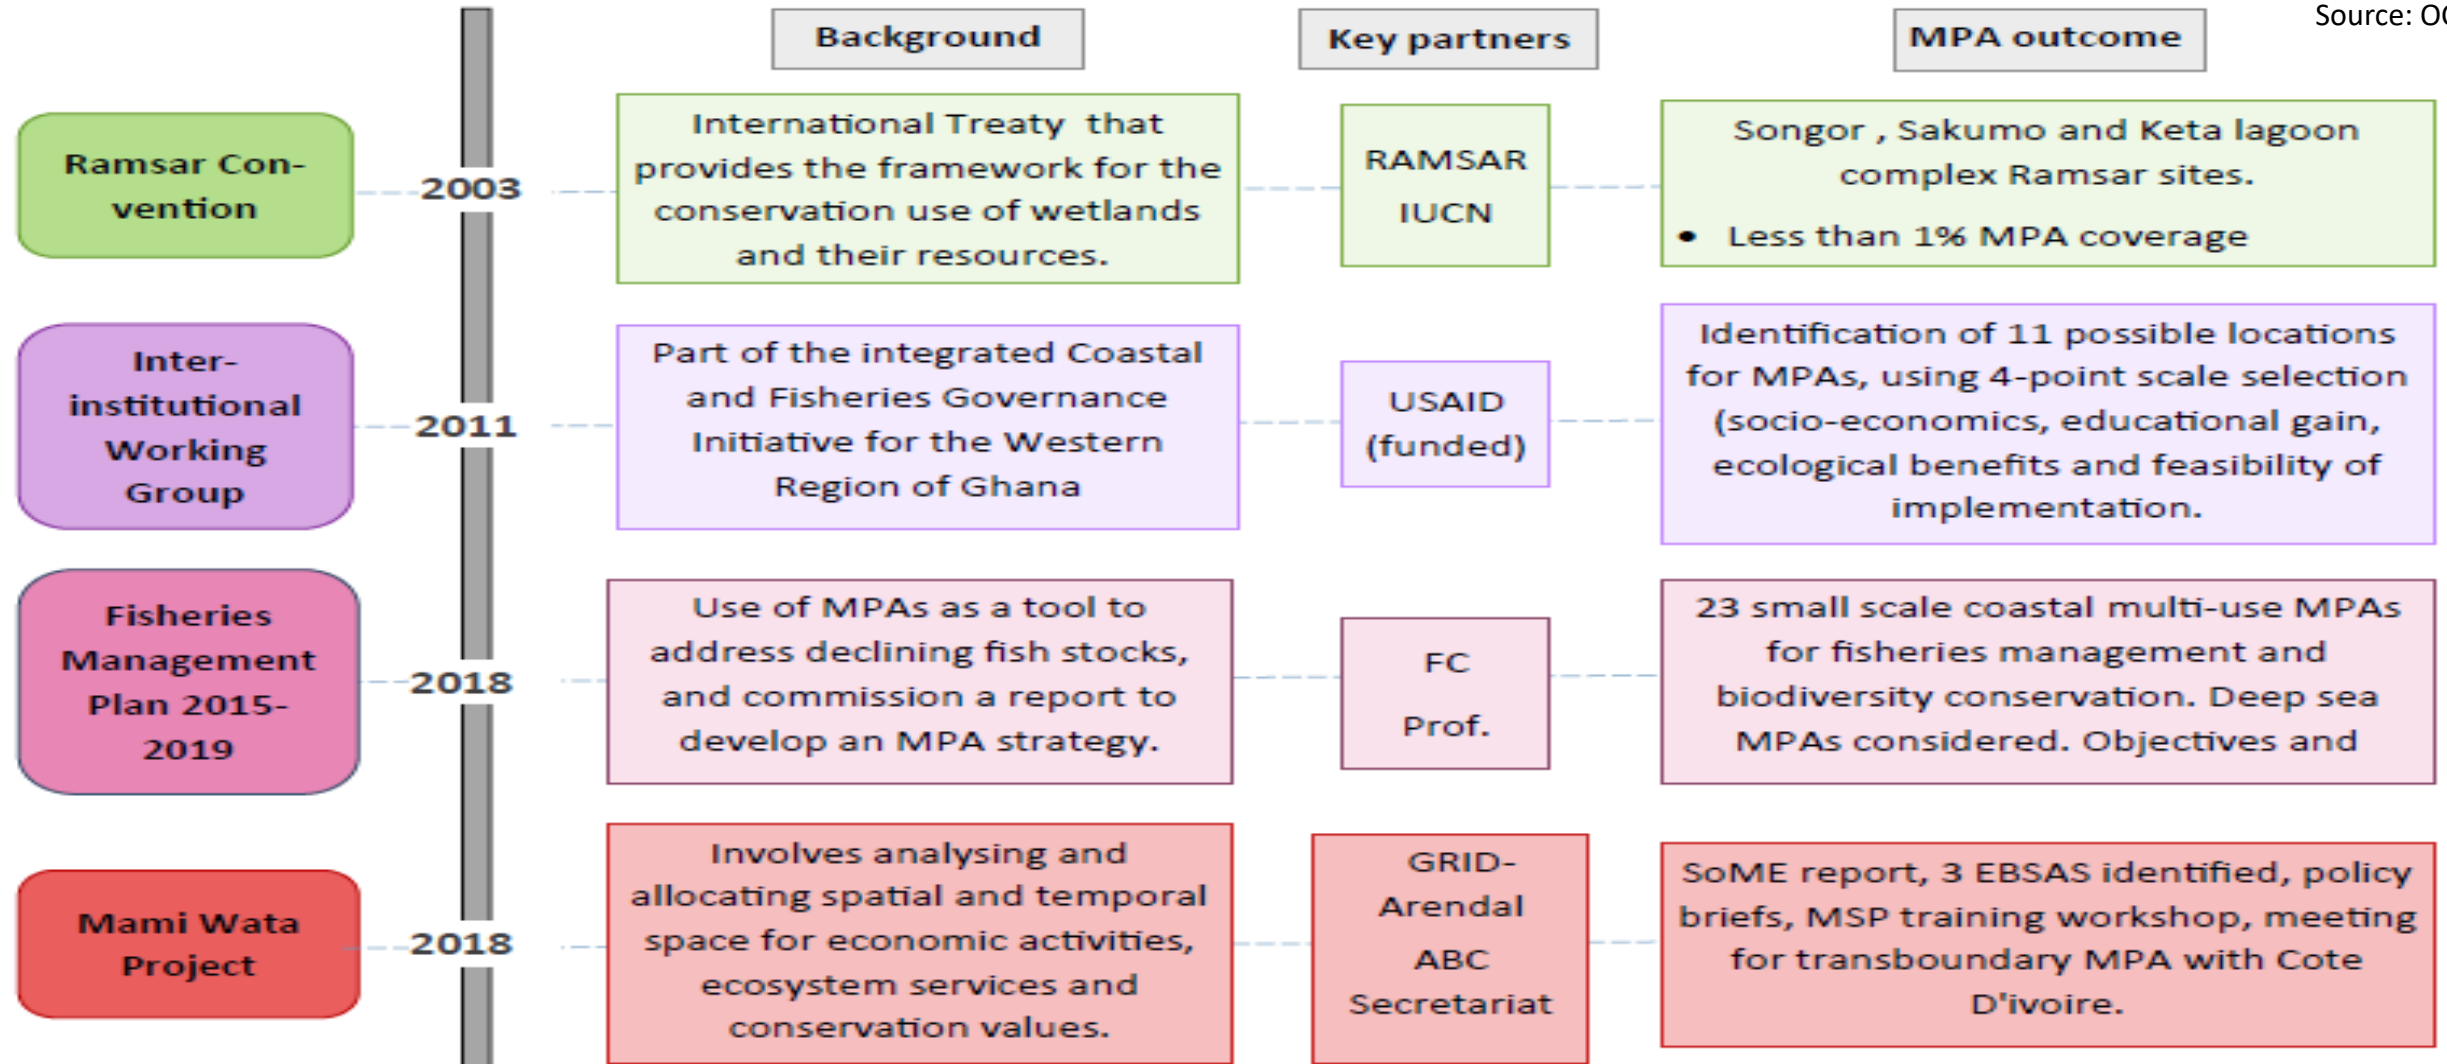 Source: OC
Background
Key partners
MPA outcome
Ramsar Con-
vention
2003
International Treaty that
provides the framework for the
conservation use of wetlands
and their resources.
RAMSAR
IUCN
Songor , Sakumo and Keta lagoon
complex Ramsar sites.
• Less than 1% MPA coverage
Inter-
institutional
Working
Group
2011
Part of the integrated Coastal
and Fisheries Governance
Initiative for the Western
Region of Ghana
USAID
(funded)
Identification of 11 possible locations
for MPAs, using 4-point scale selection
(socio-economics, educational gain,
ecological benefits and feasibility of
implementation.
Fisheries
Management
Plan 2015-
2019
2018
Use of MPAs as a tool to
address declining fish stocks,
and commission a report to
develop an MPA strategy.
FC
Prof.
23 small scale coastal multi-use MPAs
for fisheries management and
biodiversity conservation. Deep sea
MPAs considered. Objectives and
Mami Wata
Project
2018
Involves analysing and
allocating spatial and temporal
space for economic activities,
ecosystem services and
conservation values.
GRID-
Arendal
ABC
Secretariat
SoME report, 3 EBSAS identified, policy
briefs, MSP training workshop, meeting
for transboundary MPA with Cote
D'ivoire.